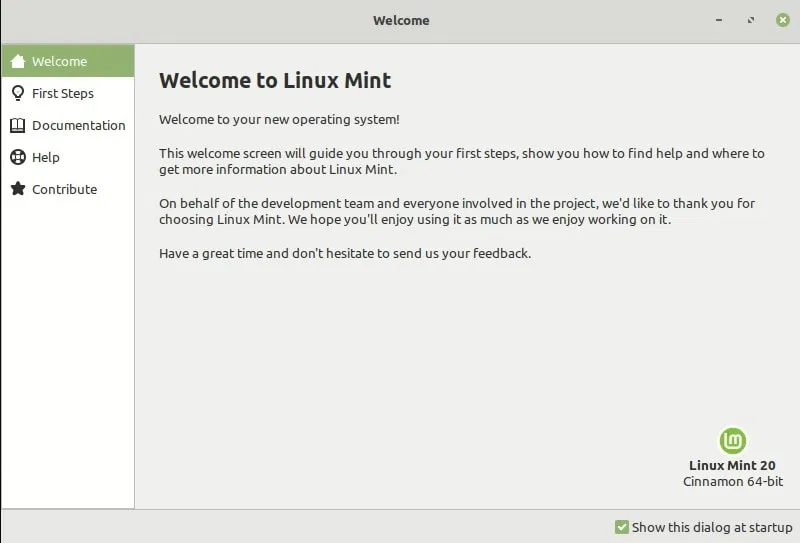 Welcome
Welcome
First Steps
Documentation
Help
Contribute
Welcome to Linux Mint
Welcome to your new operating system!
This welcome screen will guide you through your first steps, show you how to find help and where to
get more information about Linux Mint.
On behalf of the development team and everyone involved in the project, we'd like to thank you for
choosing Linux Mint. We hope you'll enjoy using it as much as we enjoy working on it.
Have a great time and don't hesitate to send us your feedback.
Linux Mint 20
Cinnamon 64-bit
Show this dialog at startup